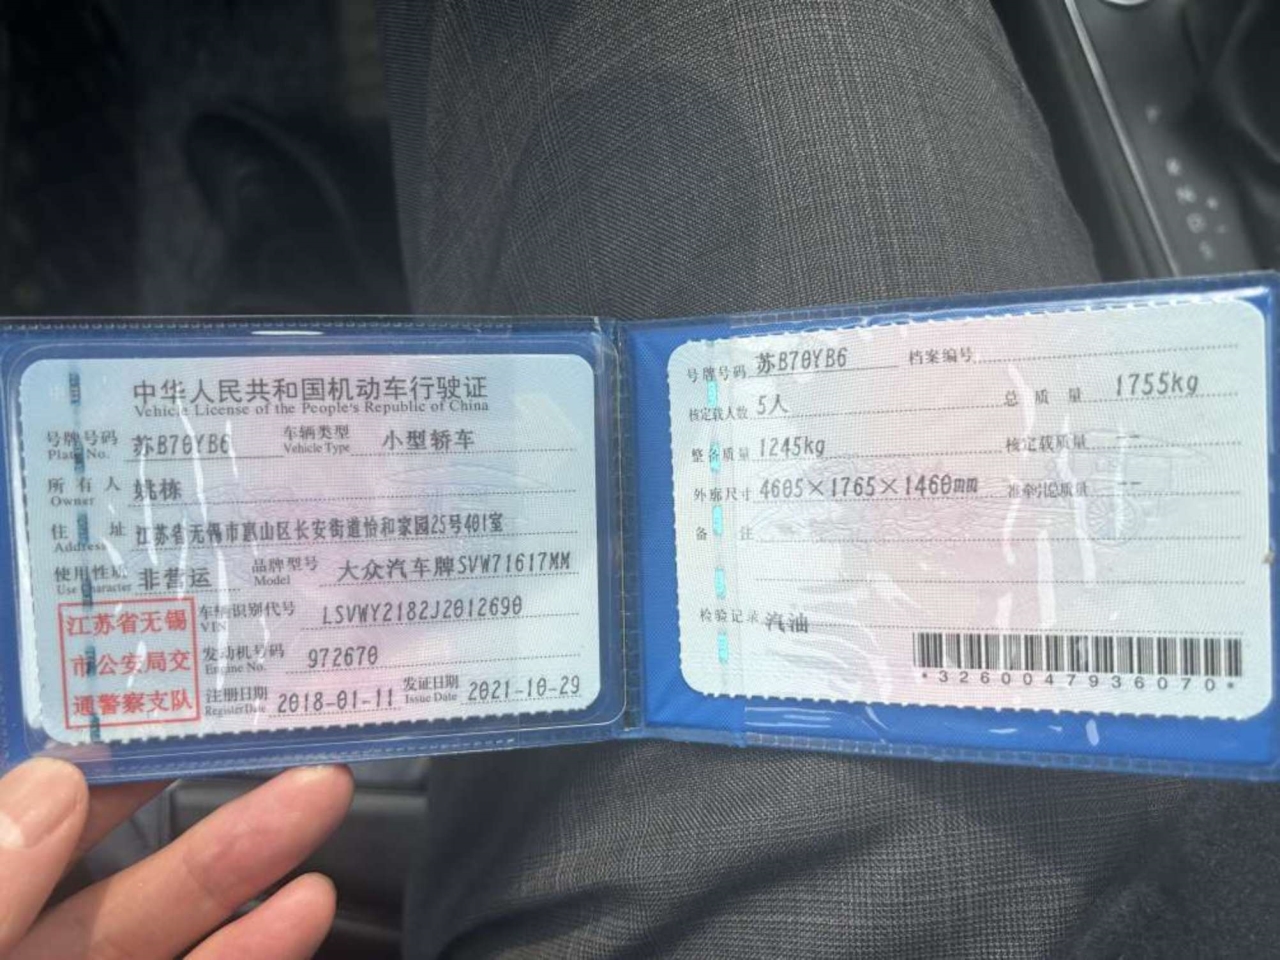 中华人民共和国机动车行驶证
Vehicle License of the People's Republic of China
号牌号码 苏B70YB6 车辆类型 小型轿车
Plate No. Vehicle Type
所有人 姚栋
Owner
住址 江苏省无锡市惠山区长安街道怡和家园25号401室
Address
使用性质 非营运 品牌型号 大众汽车牌SVW71617MM
Use Character Model
江苏省无锡 车辆识别代号 LSVWY2182J2012690
VIN
市公安局交 发动机号码 972670
Engine No.
通警察支队 注册日期 2018-01-11 发证日期 2021-10-29
Register Date Issue Date
号牌号码 苏B70YB6 档案编号
核定载人数 5人 总质量 1755kg
整备质量 1245kg 核定载质量 --
外廓尺寸 4605×1765×1460mm 准牵引总质量 --
备注
检验记录 汽油
*3260047936070*